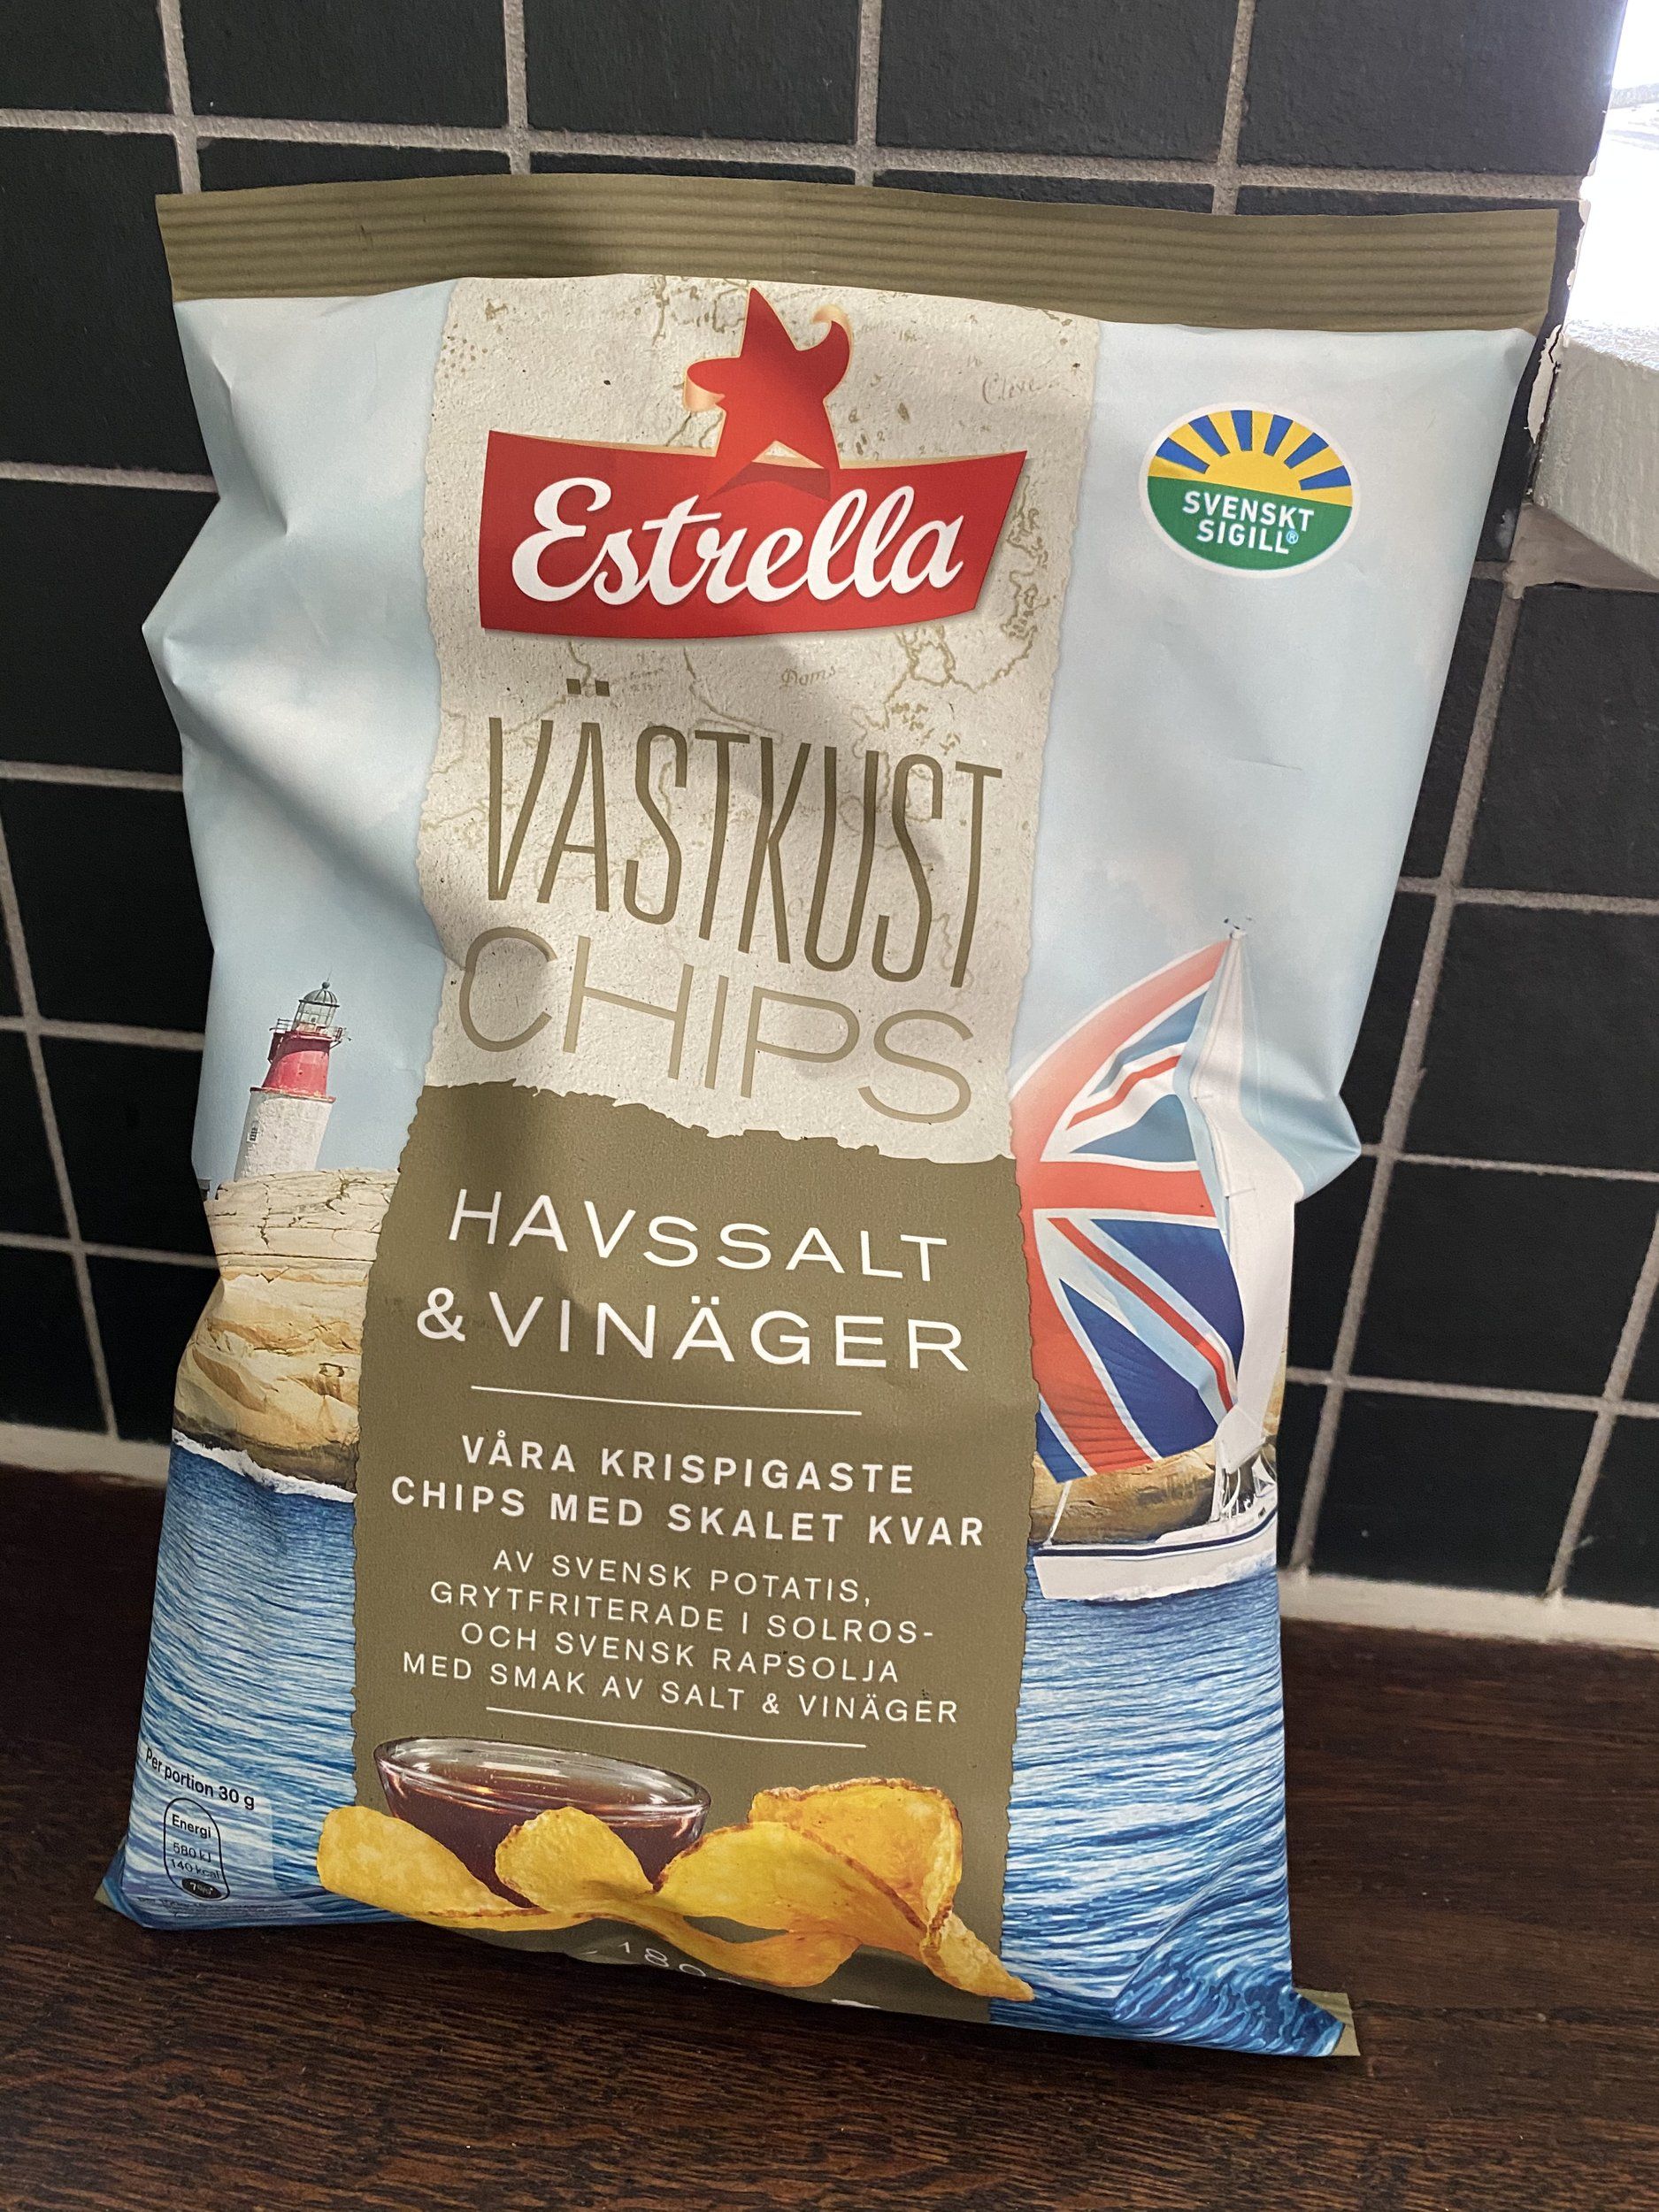 Estrella
SVENSKT
SIGILL®
VÄSTKUST
CHIPS
HAVSSALT
& VINÄGER
VÅRA KRISPIGASTE
CHIPS MED SKALET KVAR
AV SVENSK POTATIS,
GRYTFRITERADE I SOLROS-
OCH SVENSK RAPSOLJA
MED SMAK AV SALT & VINÄGER
Per portion 30 g
Energi
580 kJ
140 kcal